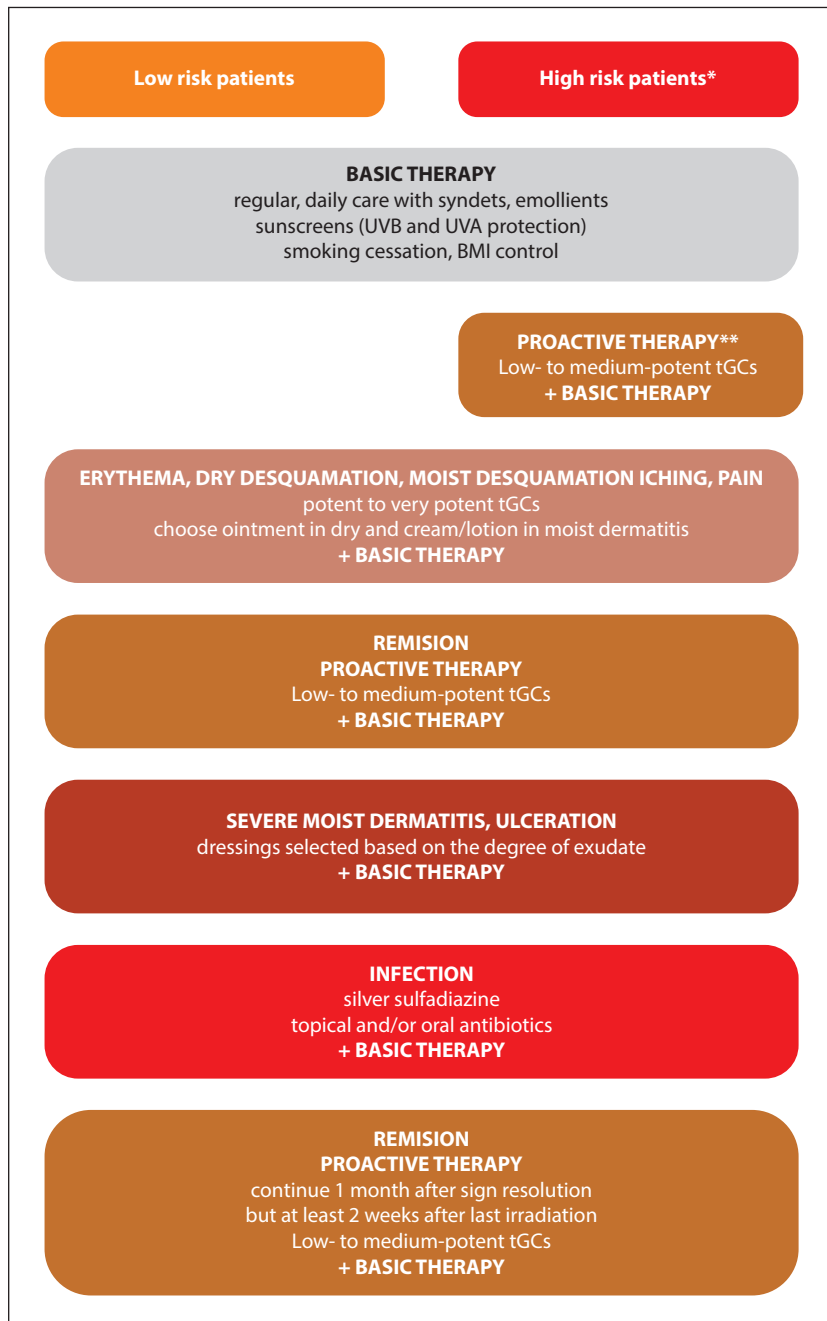 Low risk patients
High risk patients*
BASIC THERAPY
regular, daily care with syndets, emollients
sunscreens (UVB and UVA protection)
smoking cessation, BMI control
PROACTIVE THERAPY**
Low- to medium-potent tGCs
+ BASIC THERAPY
ERYTHEMA, DRY DESQUAMATION, MOIST DESQUAMATION ICHING, PAIN
potent to very potent tGCs
choose ointment in dry and cream/lotion in moist dermatitis
+ BASIC THERAPY
REMISION
PROACTIVE THERAPY
Low- to medium-potent tGCs
+ BASIC THERAPY
SEVERE MOIST DERMATITIS, ULCERATION
dressings selected based on the degree of exudate
+ BASIC THERAPY
INFECTION
silver sulfadiazine
topical and/or oral antibiotics
+ BASIC THERAPY
REMISION
PROACTIVE THERAPY
continue 1 month after sign resolution
but at least 2 weeks after last irradiation
Low- to medium-potent tGCs
+ BASIC THERAPY